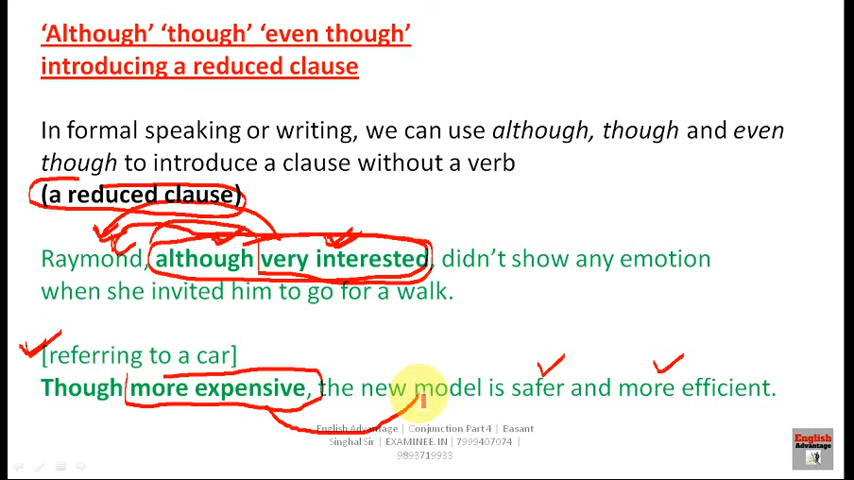 ‘Although’ ‘though’ ‘even though’
introducing a reduced clause
In formal speaking or writing, we can use although, though and even
though to introduce a clause without a verb
(a reduced clause)
Raymond, although very interested, didn’t show any emotion
when she invited him to go for a walk.
[referring to a car]
Though more expensive, the new model is safer and more efficient.
English Advantage | Conjunction Part 4 | Basant
Singhal Sir | EXAMINEE.IN | 7999407074 |
9893719933
English
Advantage